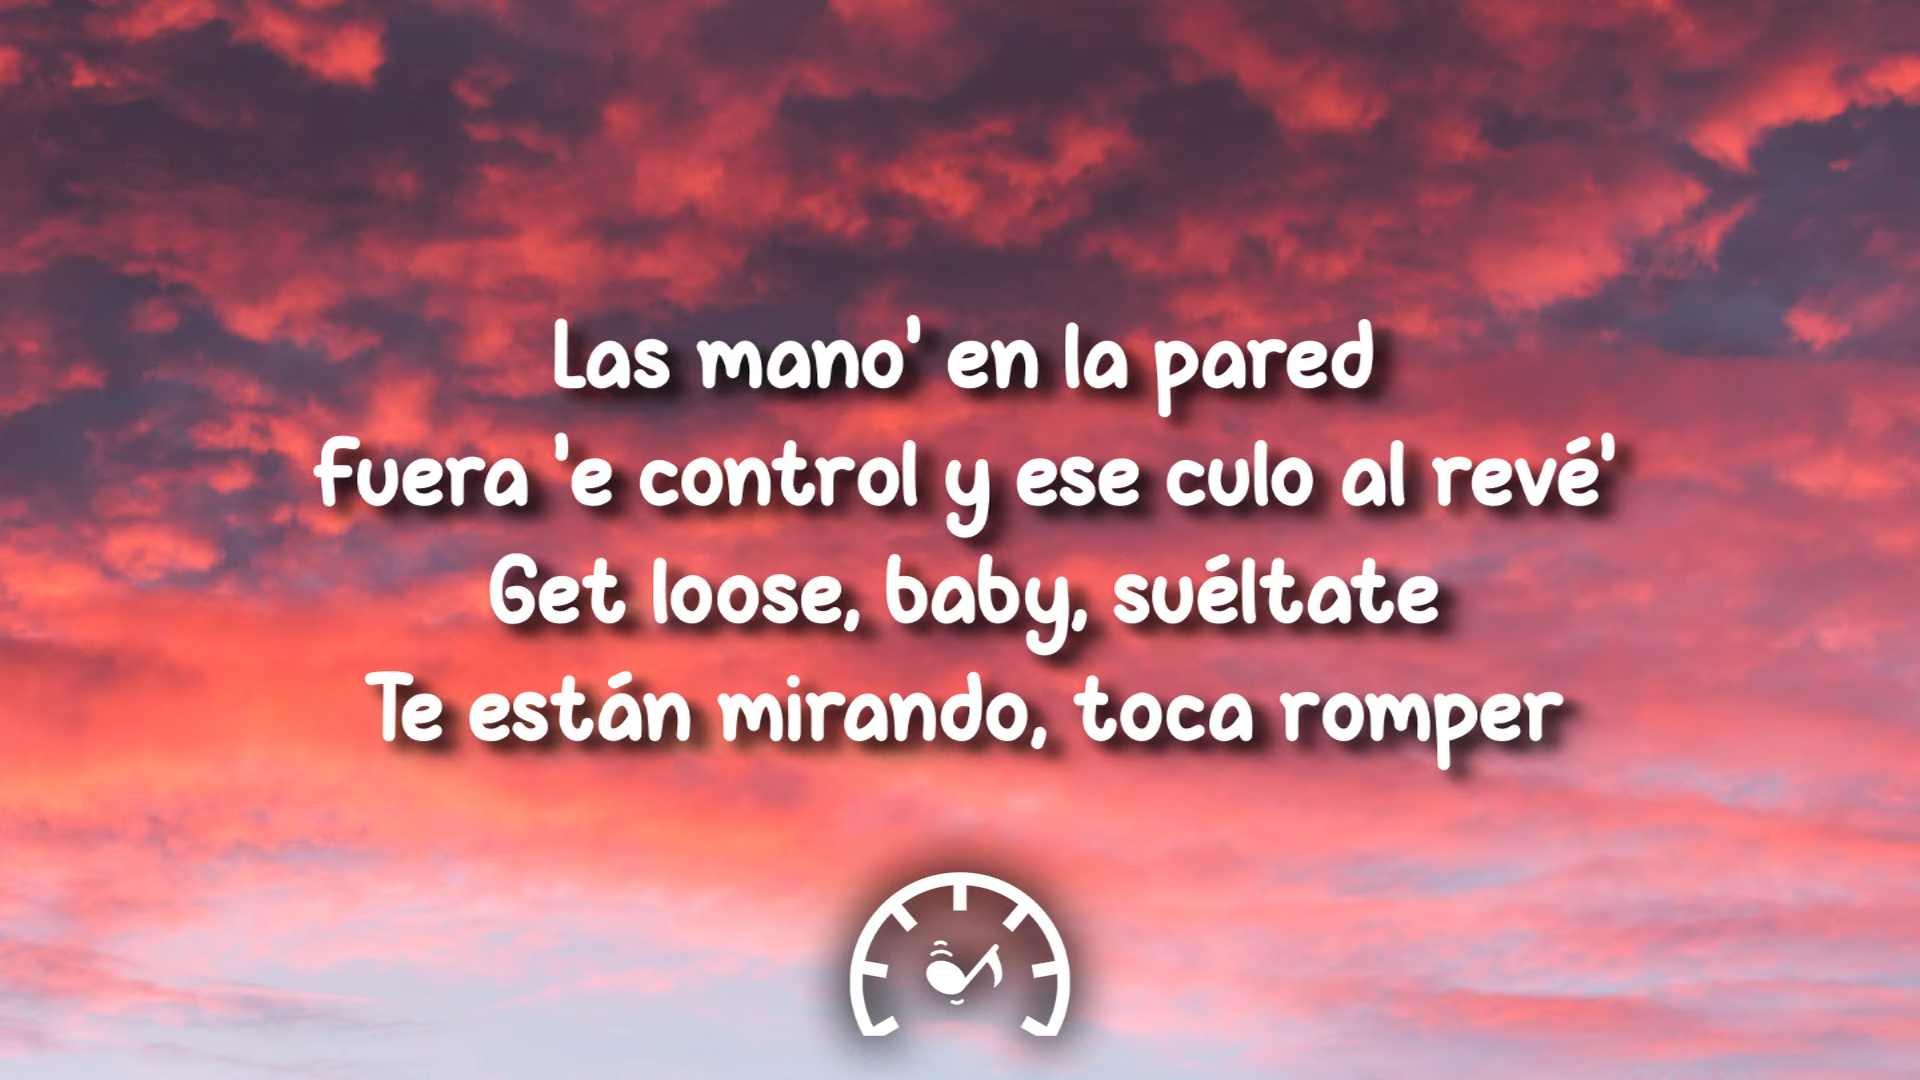 Las mano' en la pared
Fuera 'e control y ese culo al revé'
Get loose, baby, suéltate
Te están mirando, toca romper